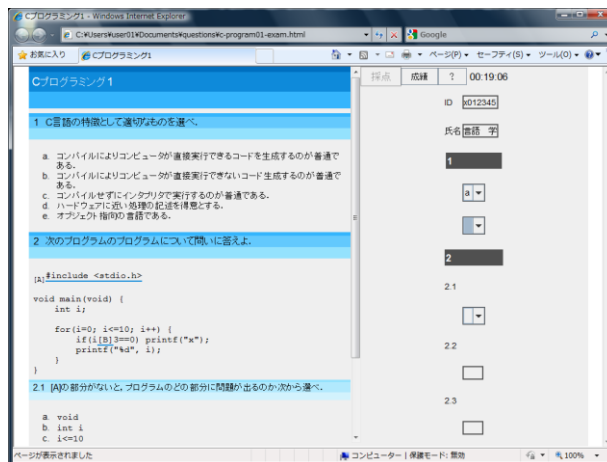 Cプログラミング1 - Windows Internet Explorer
C:¥Users¥user01¥Documents¥questions¥c-program01-exam.html
Google
お気に入り
Cプログラミング1
ページ(P)
セーフティ(S)
ツール(O)
Cプログラミング1
1 C言語の特徴として適切なものを選べ.
a. コンパイルによりコンピュータが直接実行できるコードを生成するのが普通で
ある.
b. コンパイルによりコンピュータが直接実行できないコード生成するのが普通で
ある.
c. コンパイルせずにインタプリタで実行するのが普通である.
d. ハードウェアに近い処理の記述を得意とする.
e. オブジェクト指向の言語である.
2 次のプログラムのプログラムについて問いに答えよ.
[A]#include <stdio.h>
void main(void) {
int i;
for(i=0; i<=10; i++) {
if(i[B]3==0) printf("x");
printf("%d", i);
}
}
2.1 [A]の部分がないと, プログラムのどの部分に問題が出るのか次から選べ.
a. void
b. int i
c. i<=10
採点
成績
?
00:19:06
ID x012345
氏名 言語 学
1
a
2
2.1
2.2
2.3
ページが表示されました
コンピューター | 保護モード: 無効
100%